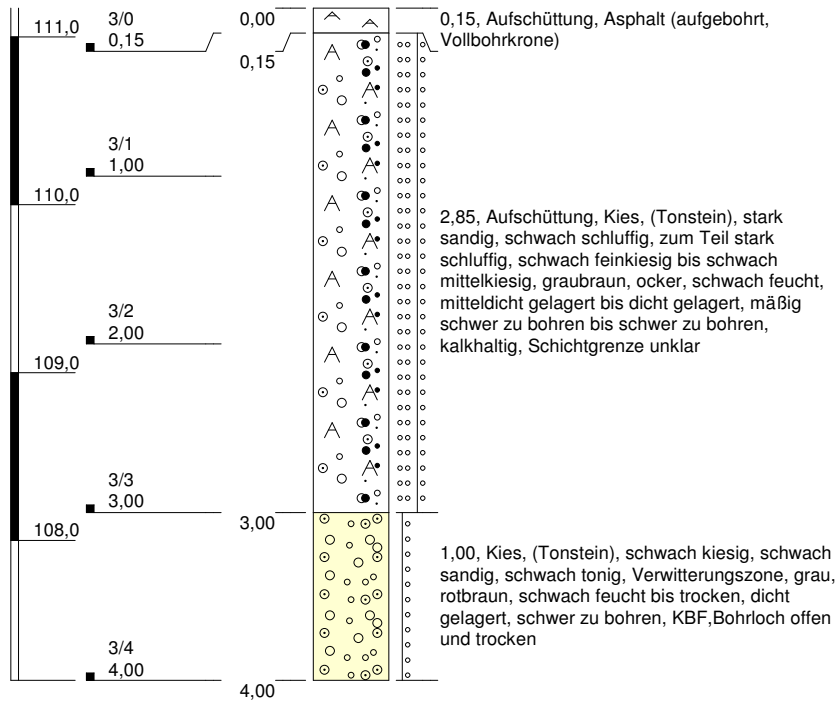 111,0
3/0
0,15
0,00
0,15
0,15, Aufschüttung, Asphalt (aufgebohrt,
Vollbohrkrone)
3/1
1,00
110,0
2,85, Aufschüttung, Kies, (Tonstein), stark
sandig, schwach schluffig, zum Teil stark
schluffig, schwach feinkiesig bis schwach
mittelkiesig, graubraun, ocker, schwach feucht,
mitteldicht gelagert bis dicht gelagert, mäßig
schwer zu bohren bis schwer zu bohren,
kalkhaltig, Schichtgrenze unklar
3/2
2,00
109,0
3/3
3,00
3,00
108,0
1,00, Kies, (Tonstein), schwach kiesig, schwach
sandig, schwach tonig, Verwitterungszone, grau,
rotbraun, schwach feucht bis trocken, dicht
gelagert, schwer zu bohren, KBF,Bohrloch offen
und trocken
3/4
4,00
4,00